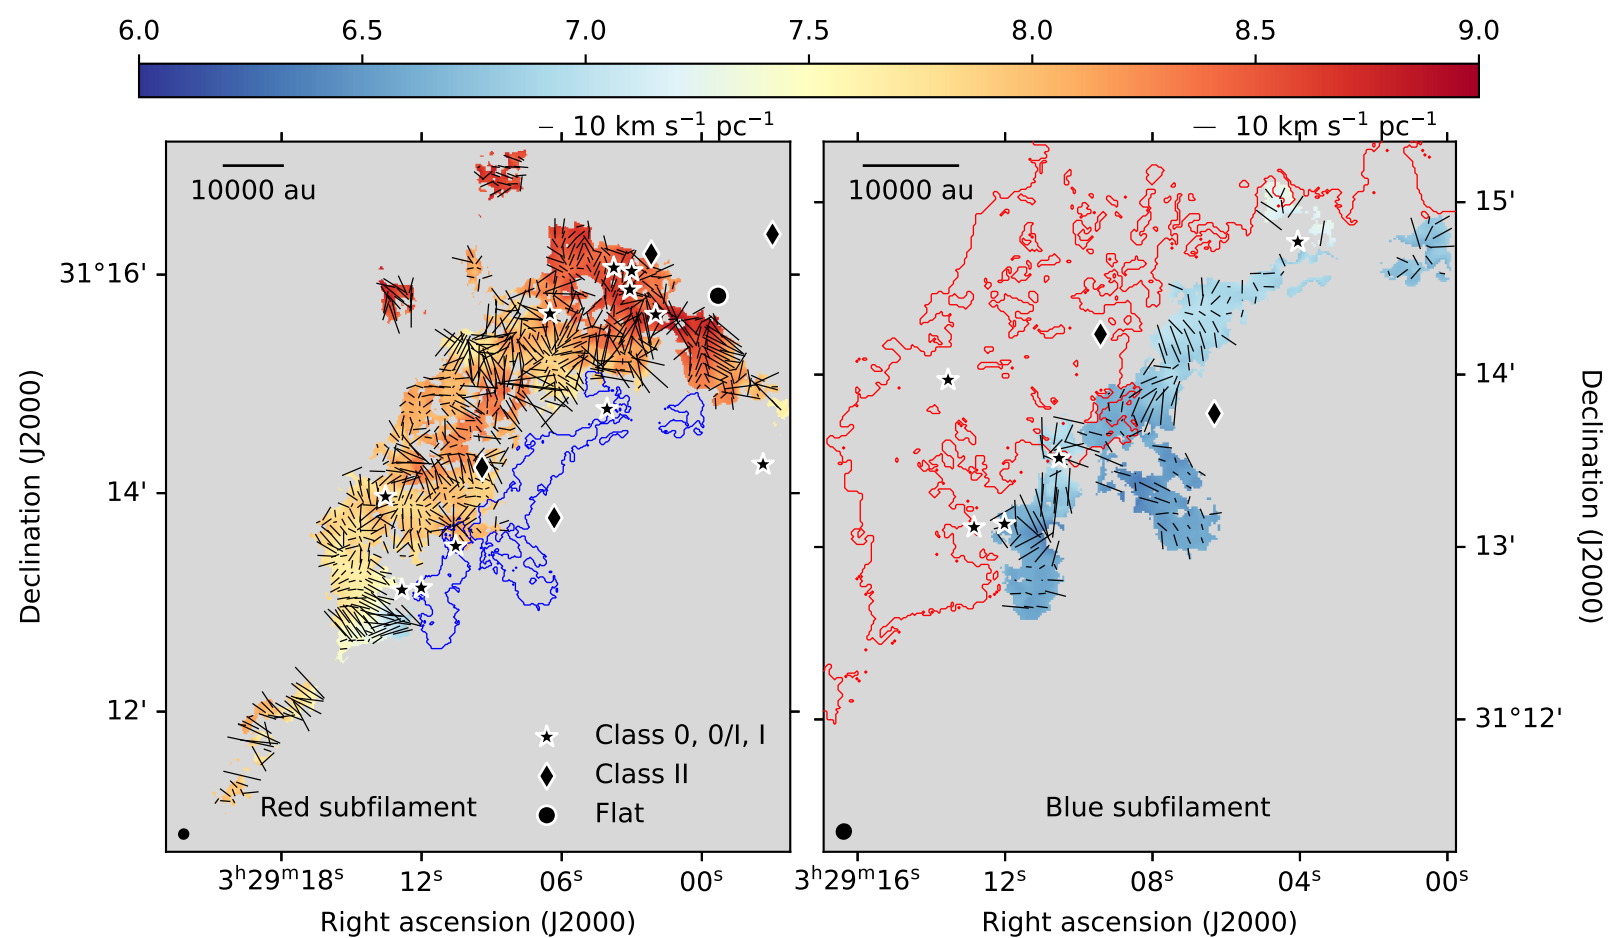 6.0 6.5 7.0 7.5 8.0 8.5 9.0
10 km s⁻¹ pc⁻¹
10 km s⁻¹ pc⁻¹
10000 au
10000 au
31°16'
14'
12'
Declination (J2000)
15'
14'
13'
31°12'
Declination (J2000)
Class 0, 0/I, I
Class II
Flat
Red subfilament
Blue subfilament
3ʰ29ᵐ18ˢ 12ˢ 06ˢ 00ˢ
3ʰ29ᵐ16ˢ 12ˢ 08ˢ 04ˢ 00ˢ
Right ascension (J2000)
Right ascension (J2000)